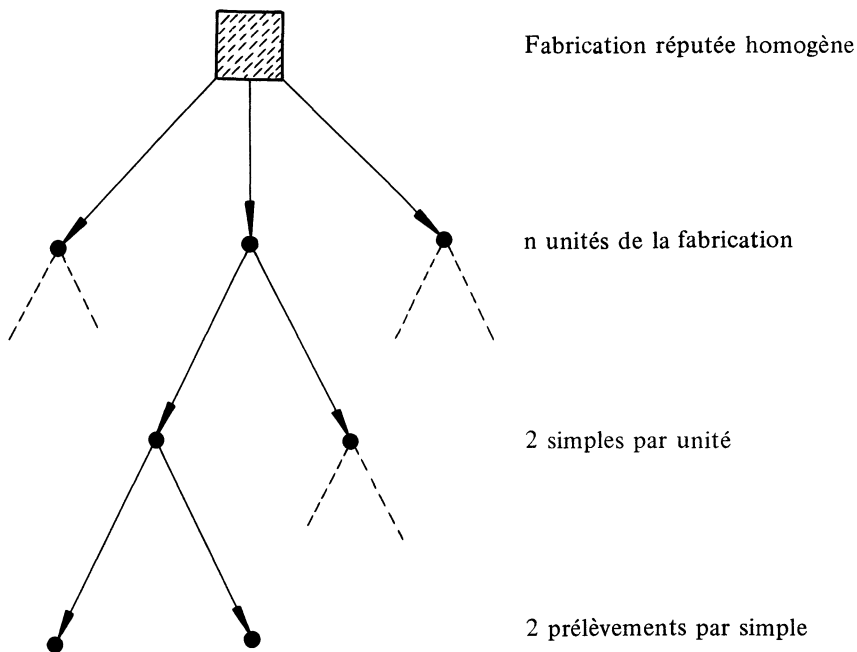 Fabrication réputée homogène
n unités de la fabrication
2 simples par unité
2 prélèvements par simple